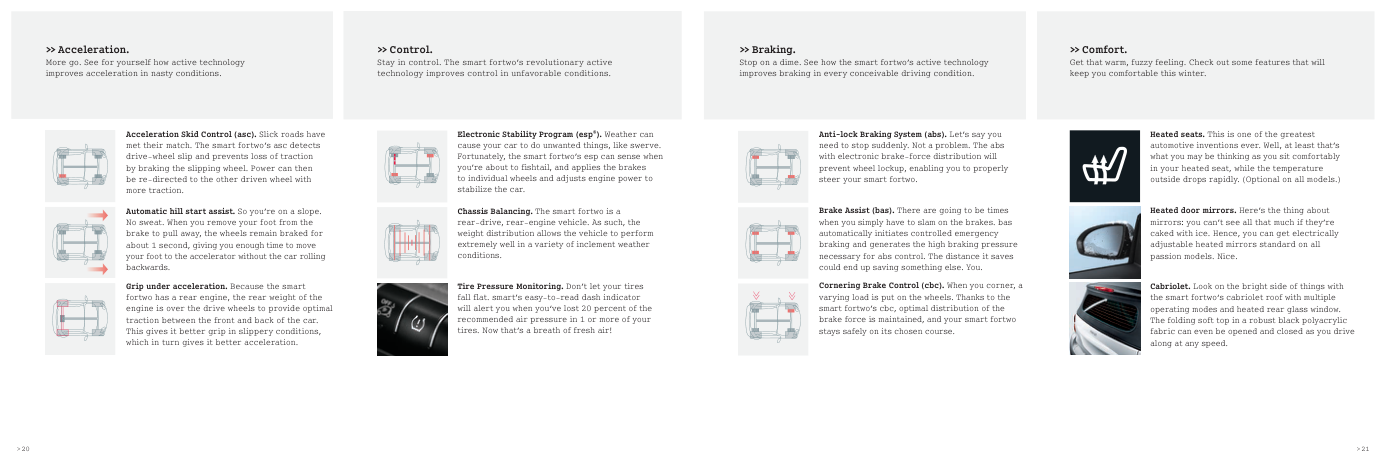 >> Acceleration.
More go. See for yourself how active technology
improves acceleration in nasty conditions.
Acceleration Skid Control (asc). Slick roads have
met their match. The smart fortwo's asc detects
drive-wheel slip and prevents loss of traction
by braking the slipping wheel. Power can then
be re-directed to the other driven wheel with
more traction.
Automatic hill start assist. So you're on a slope.
No sweat. When you remove your foot from the
brake to pull away, the wheels remain braked for
about 1 second, giving you enough time to move
your foot to the accelerator without the car rolling
backwards.
Grip under acceleration. Because the smart
fortwo has a rear engine, the rear weight of the
engine is over the drive wheels to provide optimal
traction between the front and back of the car.
This gives it better grip in slippery conditions,
which in turn gives it better acceleration.
>> Control.
Stay in control. The smart fortwo's revolutionary active
technology improves control in unfavorable conditions.
Electronic Stability Program (esp®). Weather can
cause your car to do unwanted things, like swerve.
Fortunately, the smart fortwo's esp can sense when
you're about to fishtail, and applies the brakes
to individual wheels and adjusts engine power to
stabilize the car.
Chassis Balancing. The smart fortwo is a
rear-drive, rear-engine vehicle. As such, the
weight distribution allows the vehicle to perform
extremely well in a variety of inclement weather
conditions.
Tire Pressure Monitoring. Don't let your tires
fall flat. smart's easy-to-read dash indicator
will alert you when you've lost 20 percent of the
recommended air pressure in 1 or more of your
tires. Now that's a breath of fresh air!
>> Braking.
Stop on a dime. See how the smart fortwo's active technology
improves braking in every conceivable driving condition.
Anti-lock Braking System (abs). Let's say you
need to stop suddenly. Not a problem. The abs
with electronic brake-force distribution will
prevent wheel lockup, enabling you to properly
steer your smart fortwo.
Brake Assist (bas). There are going to be times
when you simply have to slam on the brakes. bas
automatically initiates controlled emergency
braking and generates the high braking pressure
necessary for abs control. The distance it saves
could end up saving something else. You.
Cornering Brake Control (cbc). When you corner, a
varying load is put on the wheels. Thanks to the
smart fortwo's cbc, optimal distribution of the
brake force is maintained, and your smart fortwo
stays safely on its chosen course.
>> Comfort.
Get that warm, fuzzy feeling. Check out some features that will
keep you comfortable this winter.
Heated seats. This is one of the greatest
automotive inventions ever. Well, at least that's
what you may be thinking as you sit comfortably
in your heated seat, while the temperature
outside drops rapidly. (Optional on all models.)
Heated door mirrors. Here's the thing about
mirrors: you can't see all that much if they're
caked with ice. Hence, you can get electrically
adjustable heated mirrors standard on all
passion models. Nice.
Cabriolet. Look on the bright side of things with
the smart fortwo's cabriolet roof with multiple
operating modes and heated rear glass window.
The folding soft top in a robust black polyacrylic
fabric can even be opened and closed as you drive
along at any speed.
>20
>21